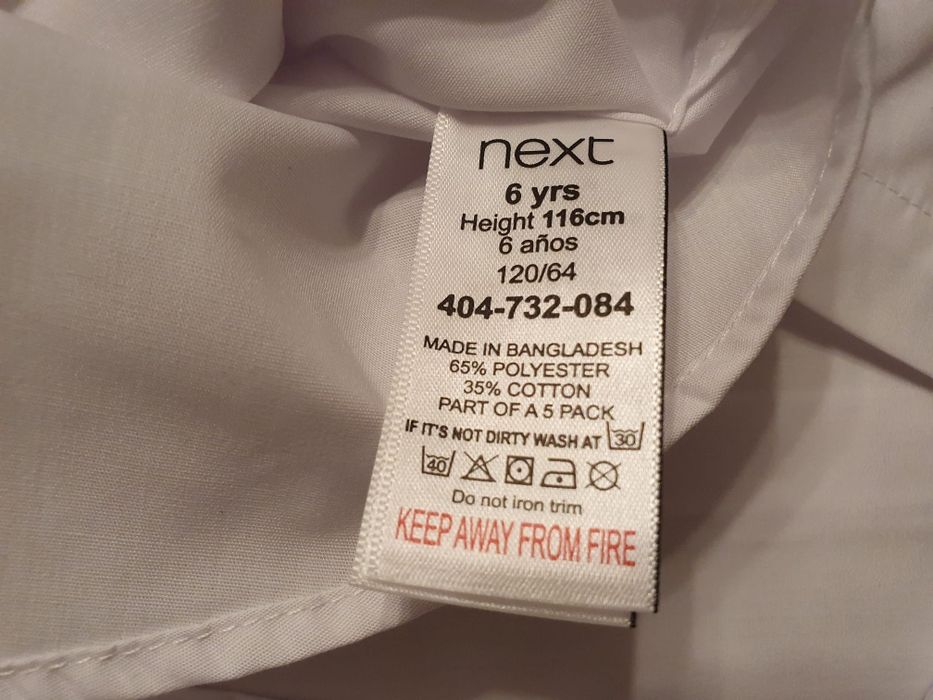 next
6 yrs
Height 116cm
6 años
120/64
404-732-084
MADE IN BANGLADESH
65% POLYESTER
35% COTTON
PART OF A 5 PACK
IF IT'S NOT DIRTY WASH AT 30
40
Do not iron trim
KEEP AWAY FROM FIRE